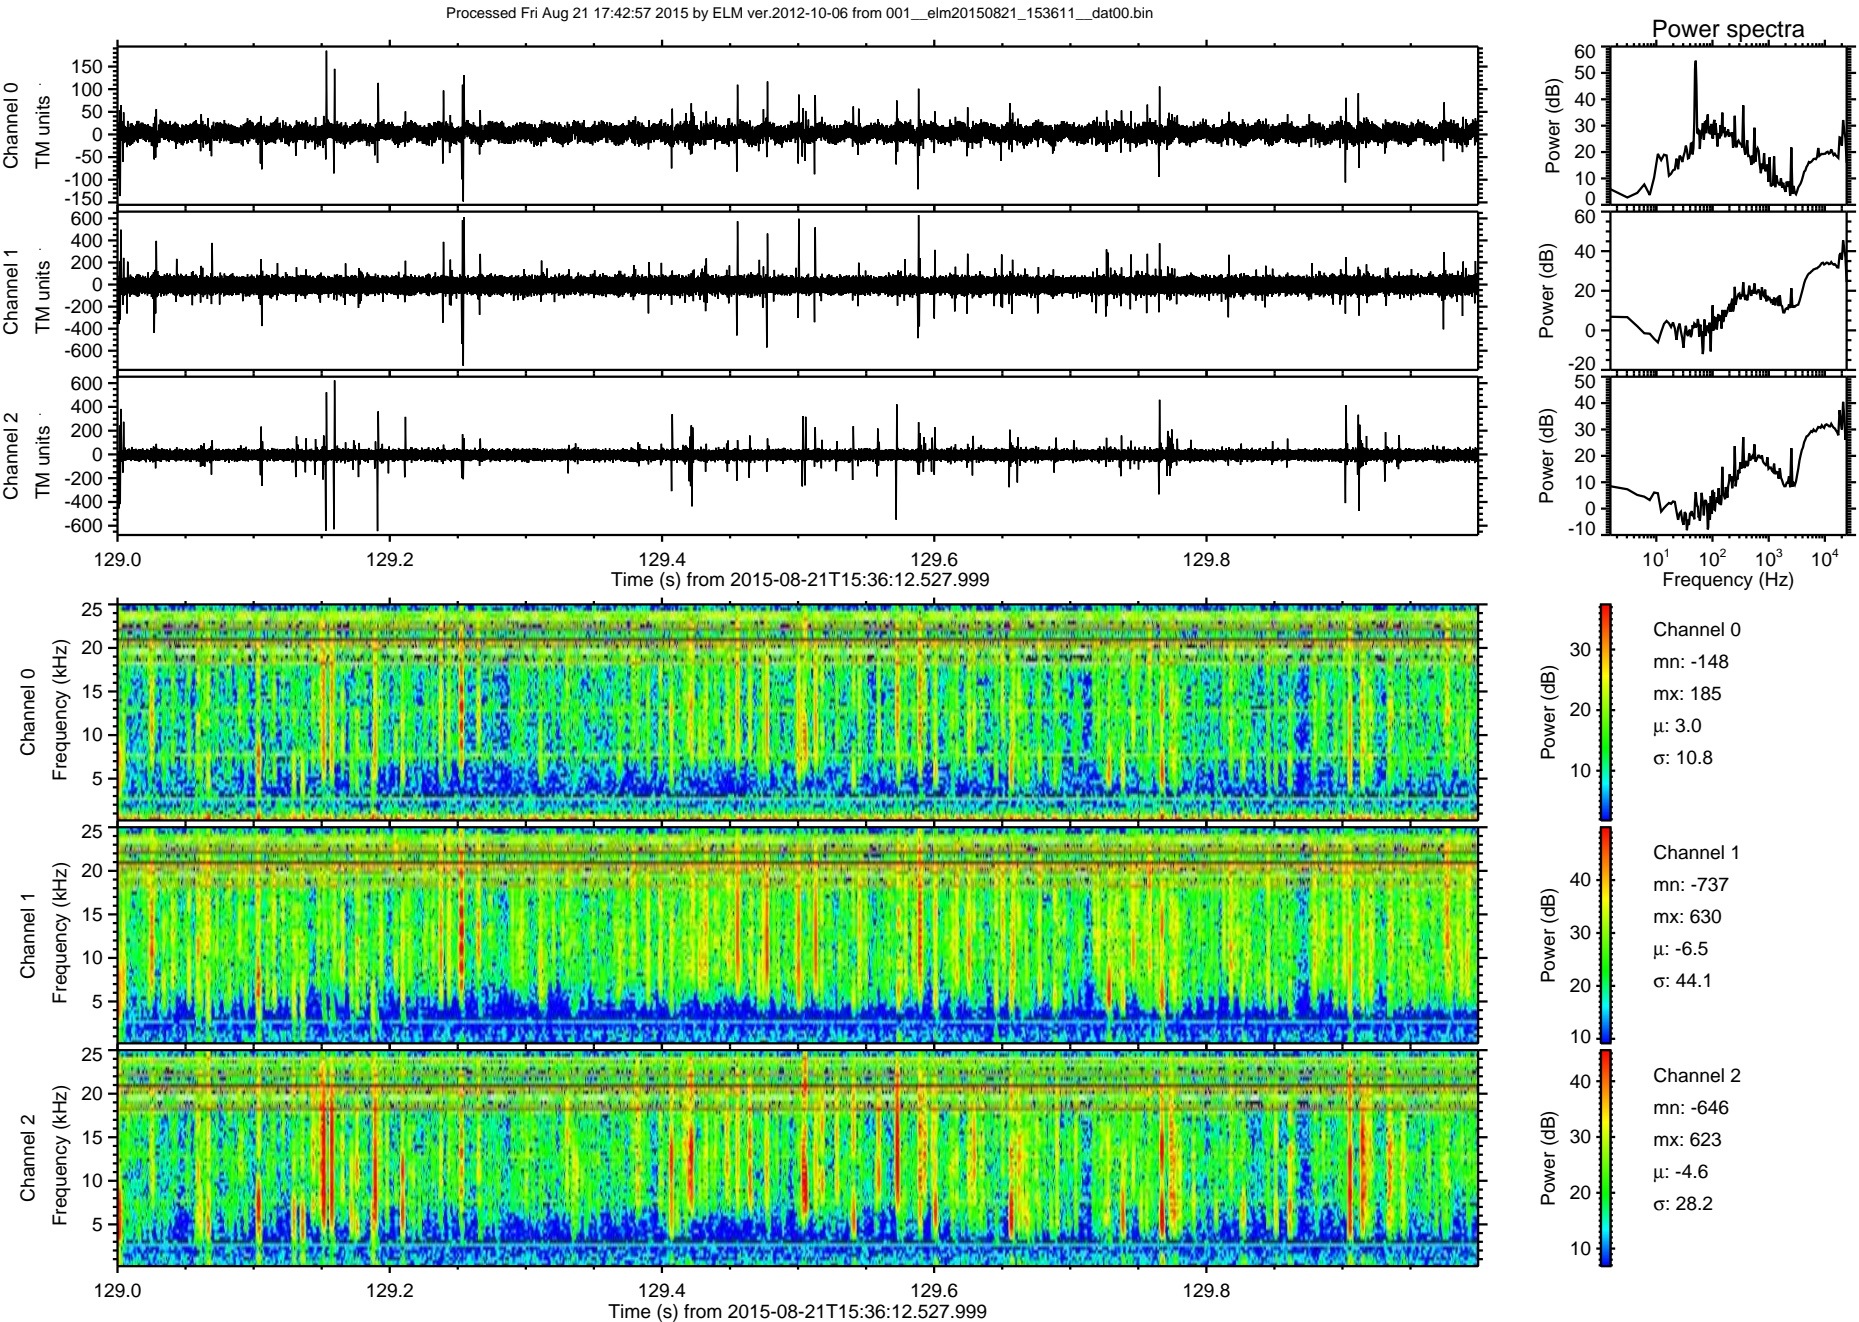 Processed Fri Aug 21 17:42:57 2015 by ELM ver.2012-10-06 from 001__elm20150821_153611__dat00.bin
Power spectra
Channel 0
TM units
150
100
50
0
-50
-100
-150
Power (dB)
60
50
40
30
20
10
0
Channel 1
TM units
600
400
200
0
-200
-400
-600
Power (dB)
60
40
20
0
-20
Channel 2
TM units
600
400
200
0
-200
-400
-600
Power (dB)
50
40
30
20
10
0
-10
129.0 129.2 129.4 129.6 129.8
Time (s) from 2015-08-21T15:36:12.527.999
10^1 10^2 10^3 10^4
Frequency (Hz)
Channel 0
Frequency (kHz)
25
20
15
10
5
Power (dB)
30
20
10
Channel 0
mn: -148
mx: 185
μ: 3.0
σ: 10.8
Channel 1
Frequency (kHz)
25
20
15
10
5
Power (dB)
40
30
20
10
Channel 1
mn: -737
mx: 630
μ: -6.5
σ: 44.1
Channel 2
Frequency (kHz)
25
20
15
10
5
Power (dB)
40
30
20
10
Channel 2
mn: -646
mx: 623
μ: -4.6
σ: 28.2
129.0 129.2 129.4 129.6 129.8
Time (s) from 2015-08-21T15:36:12.527.999